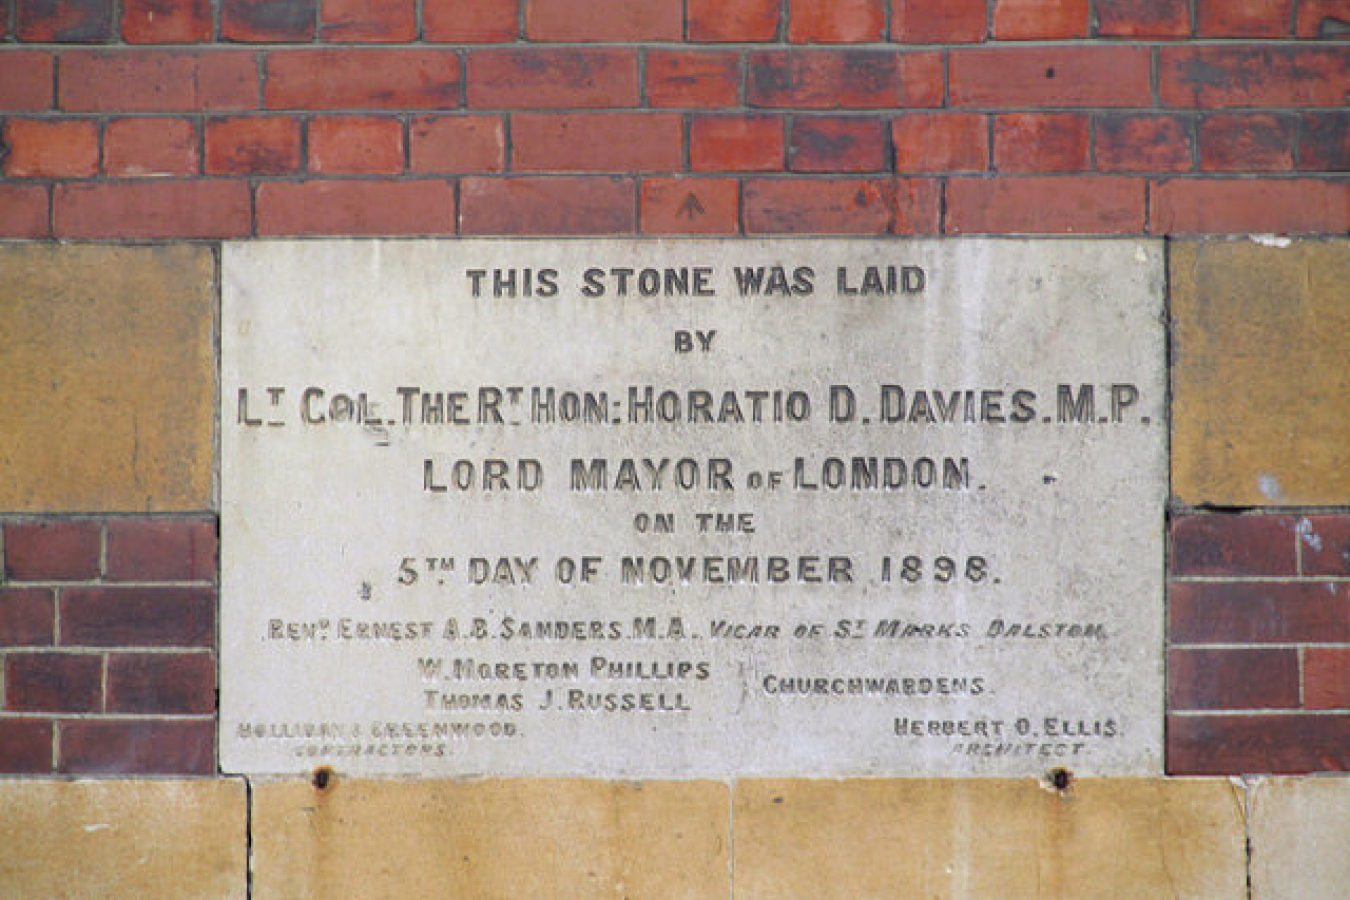 THIS STONE WAS LAID
BY
LT COL. THE RT HON: HORATIO D. DAVIES. M.P.
LORD MAYOR OF LONDON.
ON THE
5TH DAY OF NOVEMBER 1898.
REVD ERNEST A.B. SANDERS. M.A. VICAR OF ST MARKS DALSTON.
W. MORETON PHILLIPS
THOMAS J. RUSSELL
CHURCHWARDENS.
HOLLIDAY & GREENWOOD.
CONTRACTORS.
HERBERT O. ELLIS.
ARCHITECT.